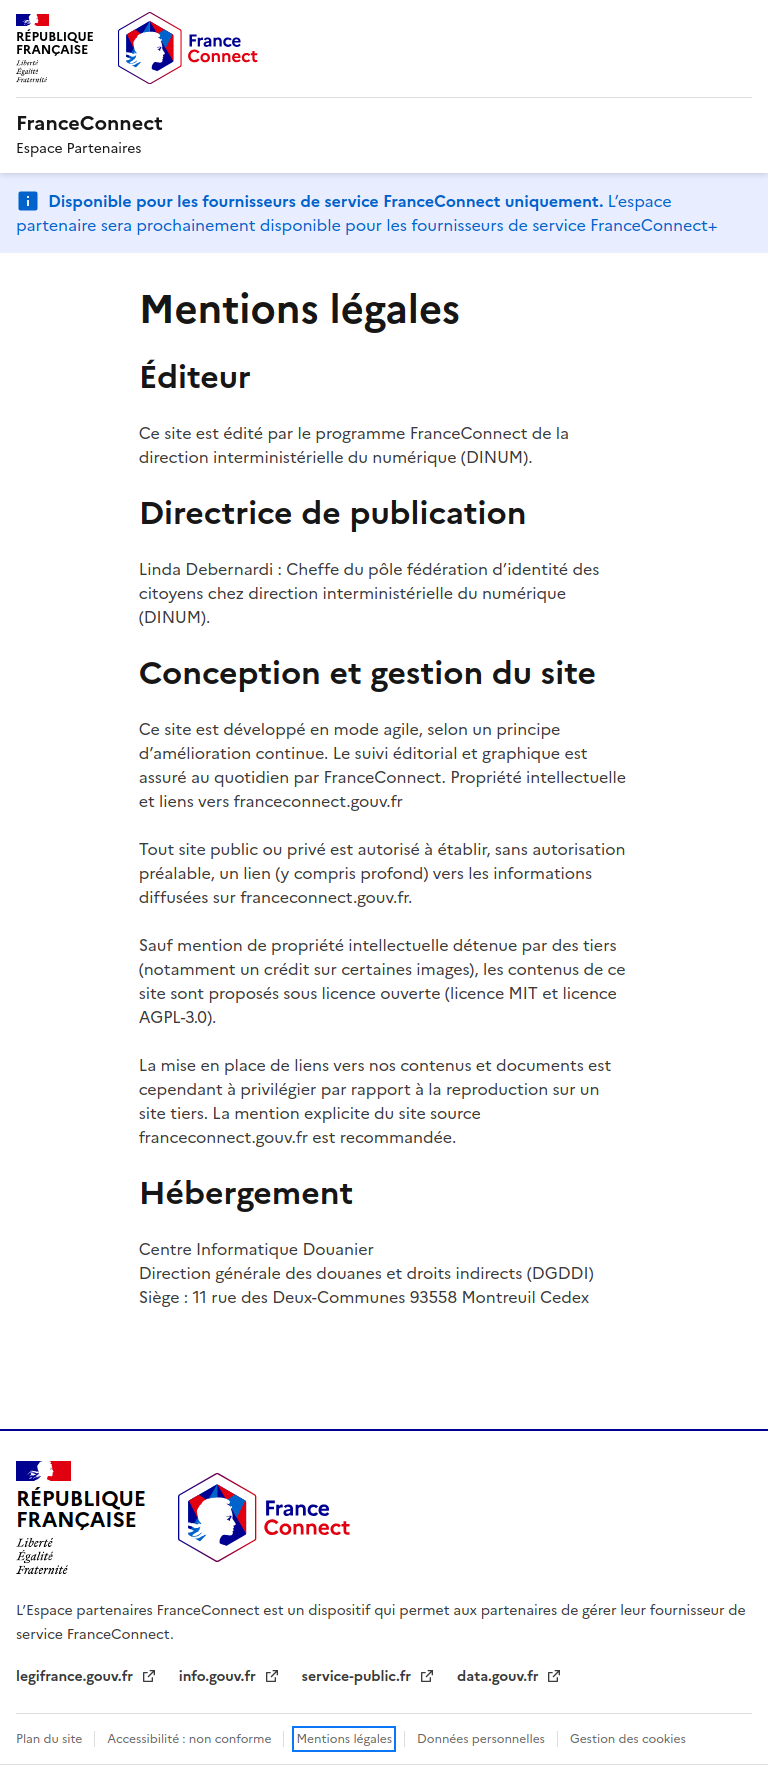 RÉPUBLIQUE
FRANÇAISE
Liberté
Égalité
Fraternité
France
Connect
FranceConnect
Espace Partenaires
Disponible pour les fournisseurs de service FranceConnect uniquement. L’espace
partenaire sera prochainement disponible pour les fournisseurs de service FranceConnect+
Mentions légales
Éditeur
Ce site est édité par le programme FranceConnect de la
direction interministérielle du numérique (DINUM).
Directrice de publication
Linda Debernardi : Cheffe du pôle fédération d’identité des
citoyens chez direction interministérielle du numérique
(DINUM).
Conception et gestion du site
Ce site est développé en mode agile, selon un principe
d’amélioration continue. Le suivi éditorial et graphique est
assuré au quotidien par FranceConnect. Propriété intellectuelle
et liens vers franceconnect.gouv.fr
Tout site public ou privé est autorisé à établir, sans autorisation
préalable, un lien (y compris profond) vers les informations
diffusées sur franceconnect.gouv.fr.
Sauf mention de propriété intellectuelle détenue par des tiers
(notamment un crédit sur certaines images), les contenus de ce
site sont proposés sous licence ouverte (licence MIT et licence
AGPL-3.0).
La mise en place de liens vers nos contenus et documents est
cependant à privilégier par rapport à la reproduction sur un
site tiers. La mention explicite du site source
franceconnect.gouv.fr est recommandée.
Hébergement
Centre Informatique Douanier
Direction générale des douanes et droits indirects (DGDDI)
Siège : 11 rue des Deux-Communes 93558 Montreuil Cedex
RÉPUBLIQUE
FRANÇAISE
Liberté
Égalité
Fraternité
France
Connect
L’Espace partenaires FranceConnect est un dispositif qui permet aux partenaires de gérer leur fournisseur de
service FranceConnect.
legifrance.gouv.fr info.gouv.fr service-public.fr data.gouv.fr
Plan du site Accessibilité : non conforme Mentions légales Données personnelles Gestion des cookies